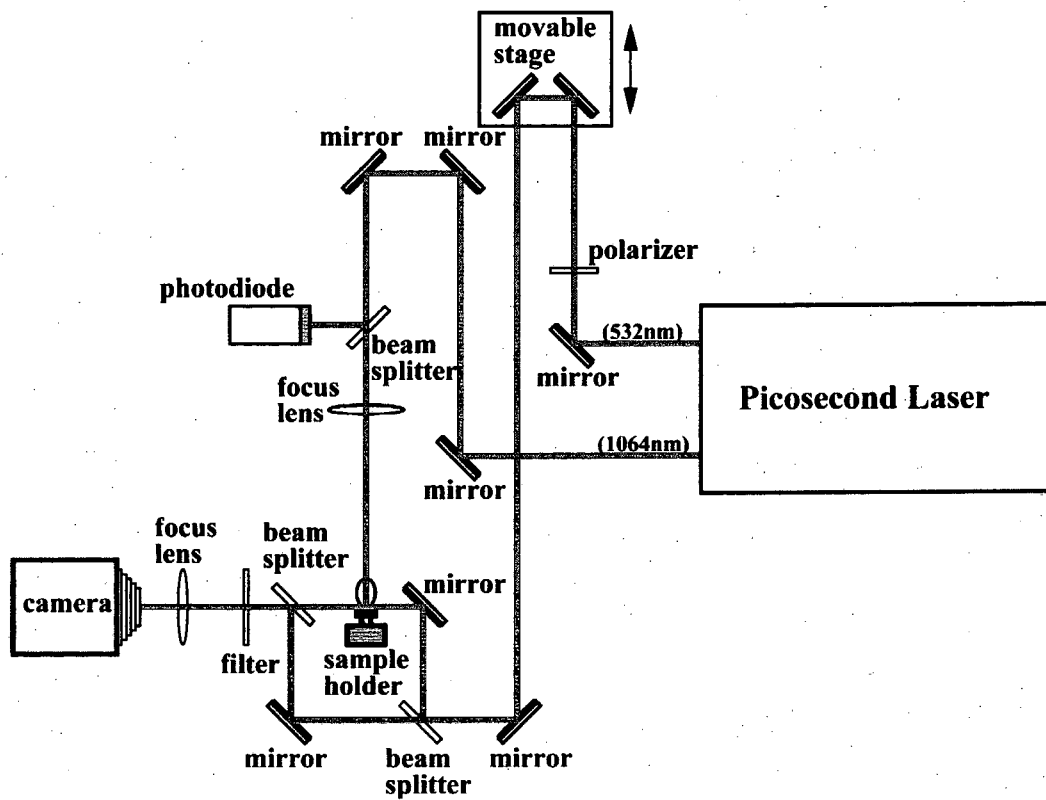 movable
stage
mirror
mirror
polarizer
photodiode
(532nm)
beam
splitter
mirror
focus
lens
Picosecond Laser
(1064nm)
mirror
focus
lens
beam
splitter
mirror
camera
filter
sample
holder
mirror
beam
splitter
mirror